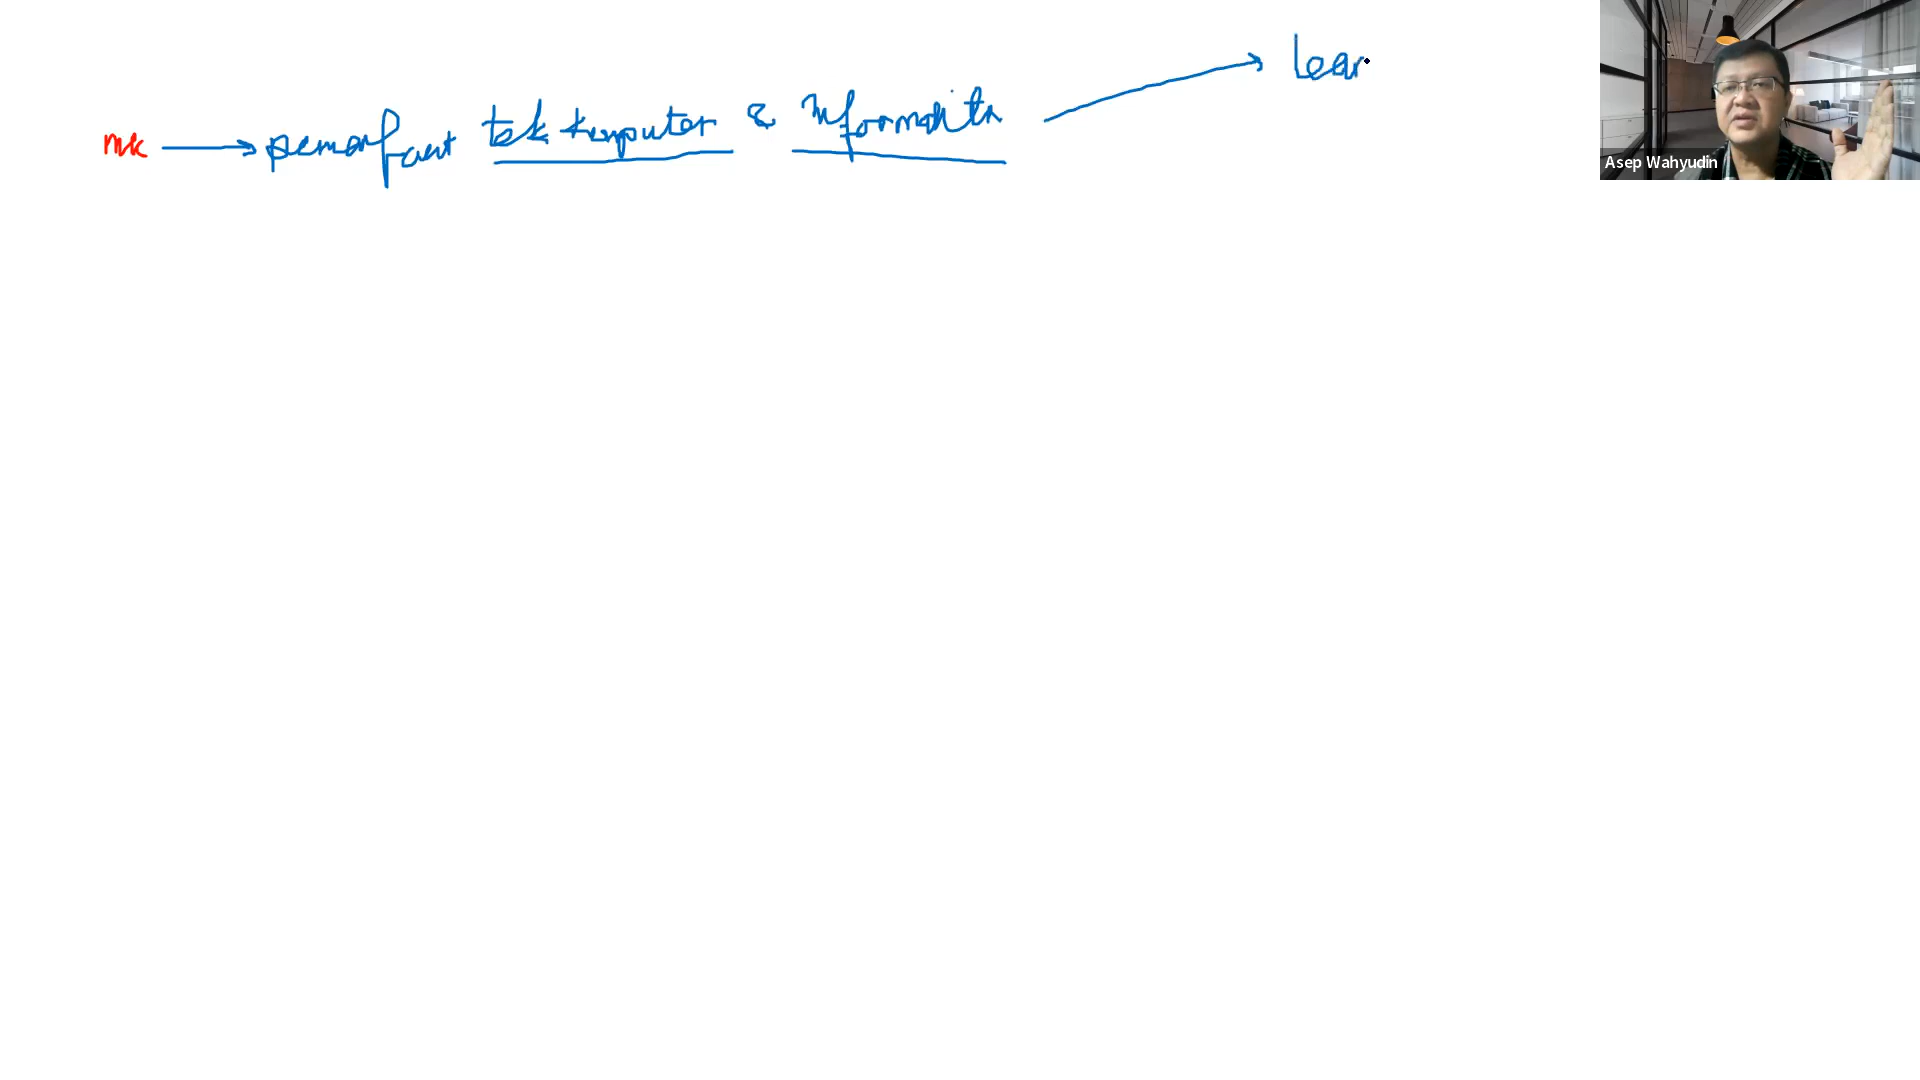 mk → pemanfaat tek komputer & Informatika → lear
Asep Wahyudin